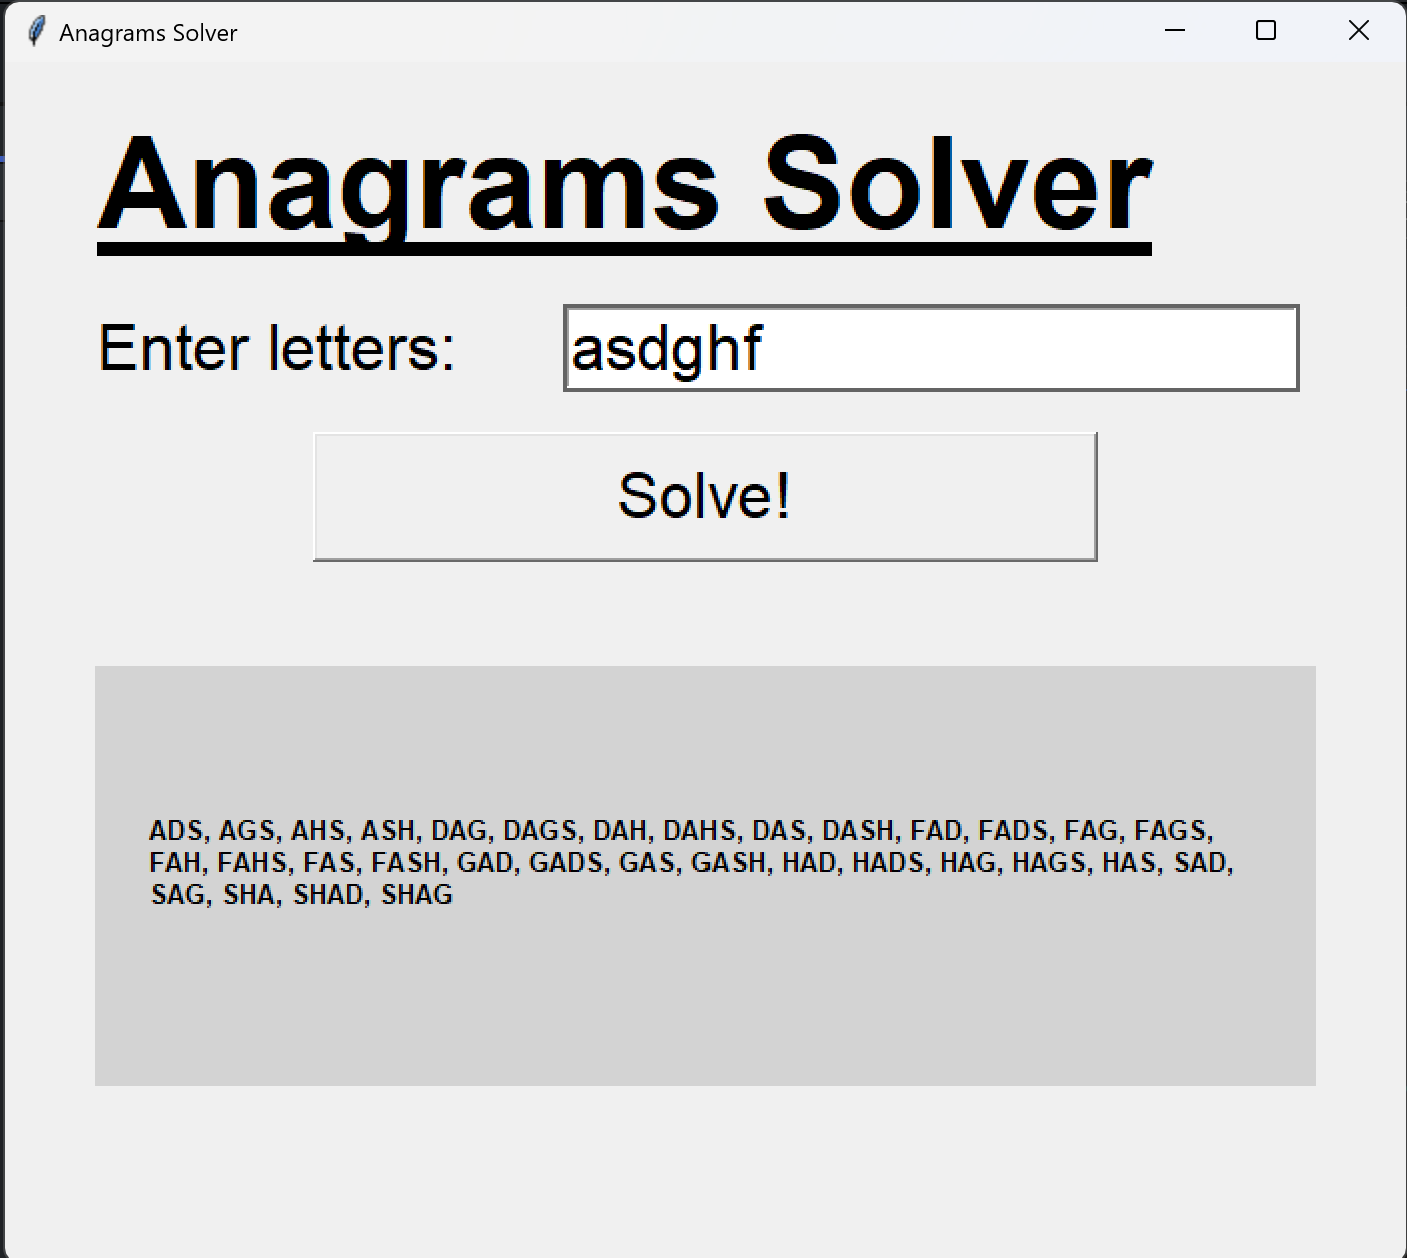 Anagrams Solver
Anagrams Solver
Enter letters:
asdghf
Solve!
ADS, AGS, AHS, ASH, DAG, DAGS, DAH, DAHS, DAS, DASH, FAD, FADS, FAG, FAGS,
FAH, FAHS, FAS, FASH, GAD, GADS, GAS, GASH, HAD, HADS, HAG, HAGS, HAS, SAD,
SAG, SHA, SHAD, SHAG